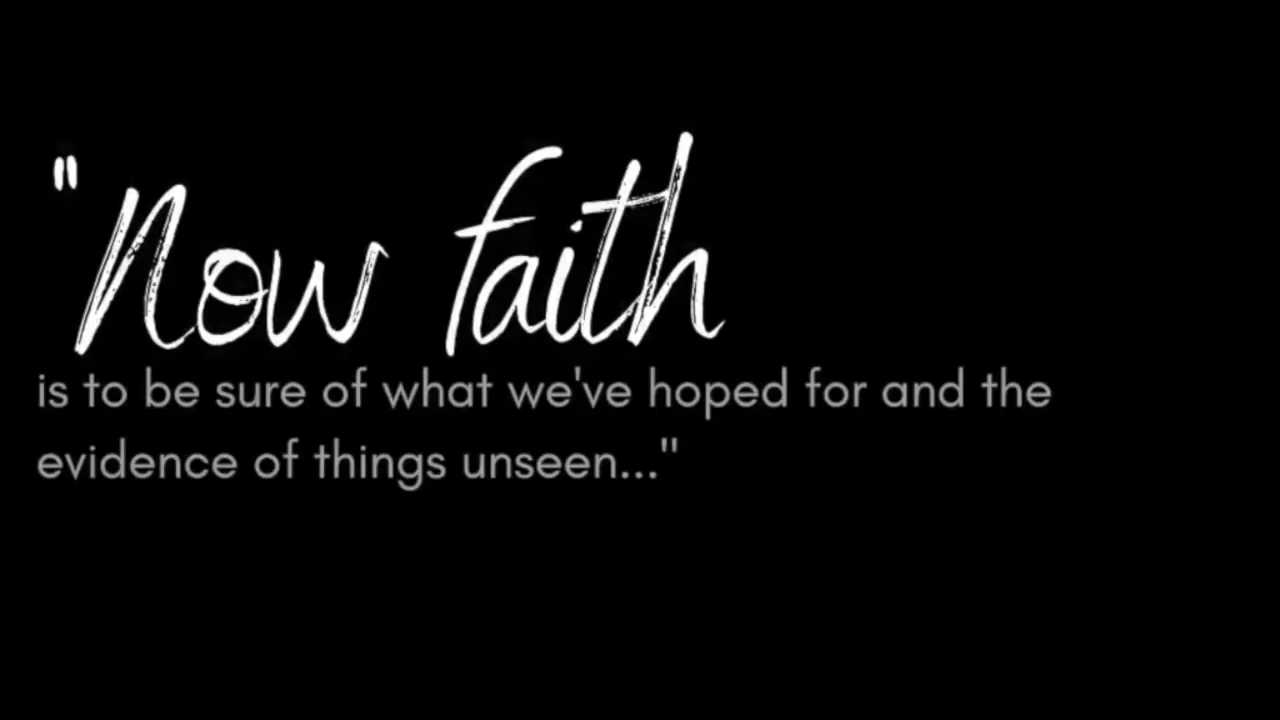 "Now faith
is to be sure of what we've hoped for and the
evidence of things unseen..."